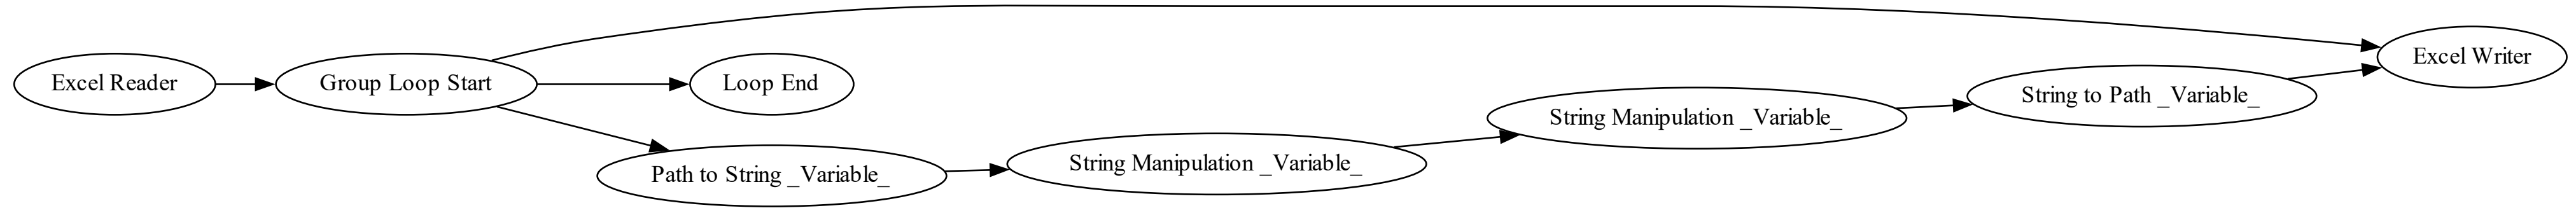 Excel Reader
Group Loop Start
Loop End
Path to String _Variable_
String Manipulation _Variable_
String Manipulation _Variable_
String to Path _Variable_
Excel Writer